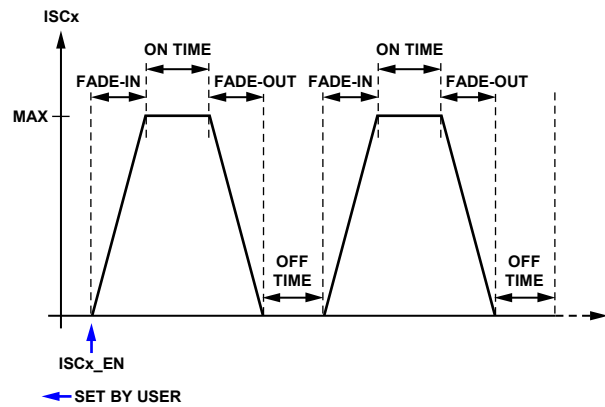 ISCx
ON TIME
ON TIME
FADE-IN
FADE-OUT
FADE-IN
FADE-OUT
MAX
OFF
TIME
OFF
TIME
ISCx_EN
SET BY USER